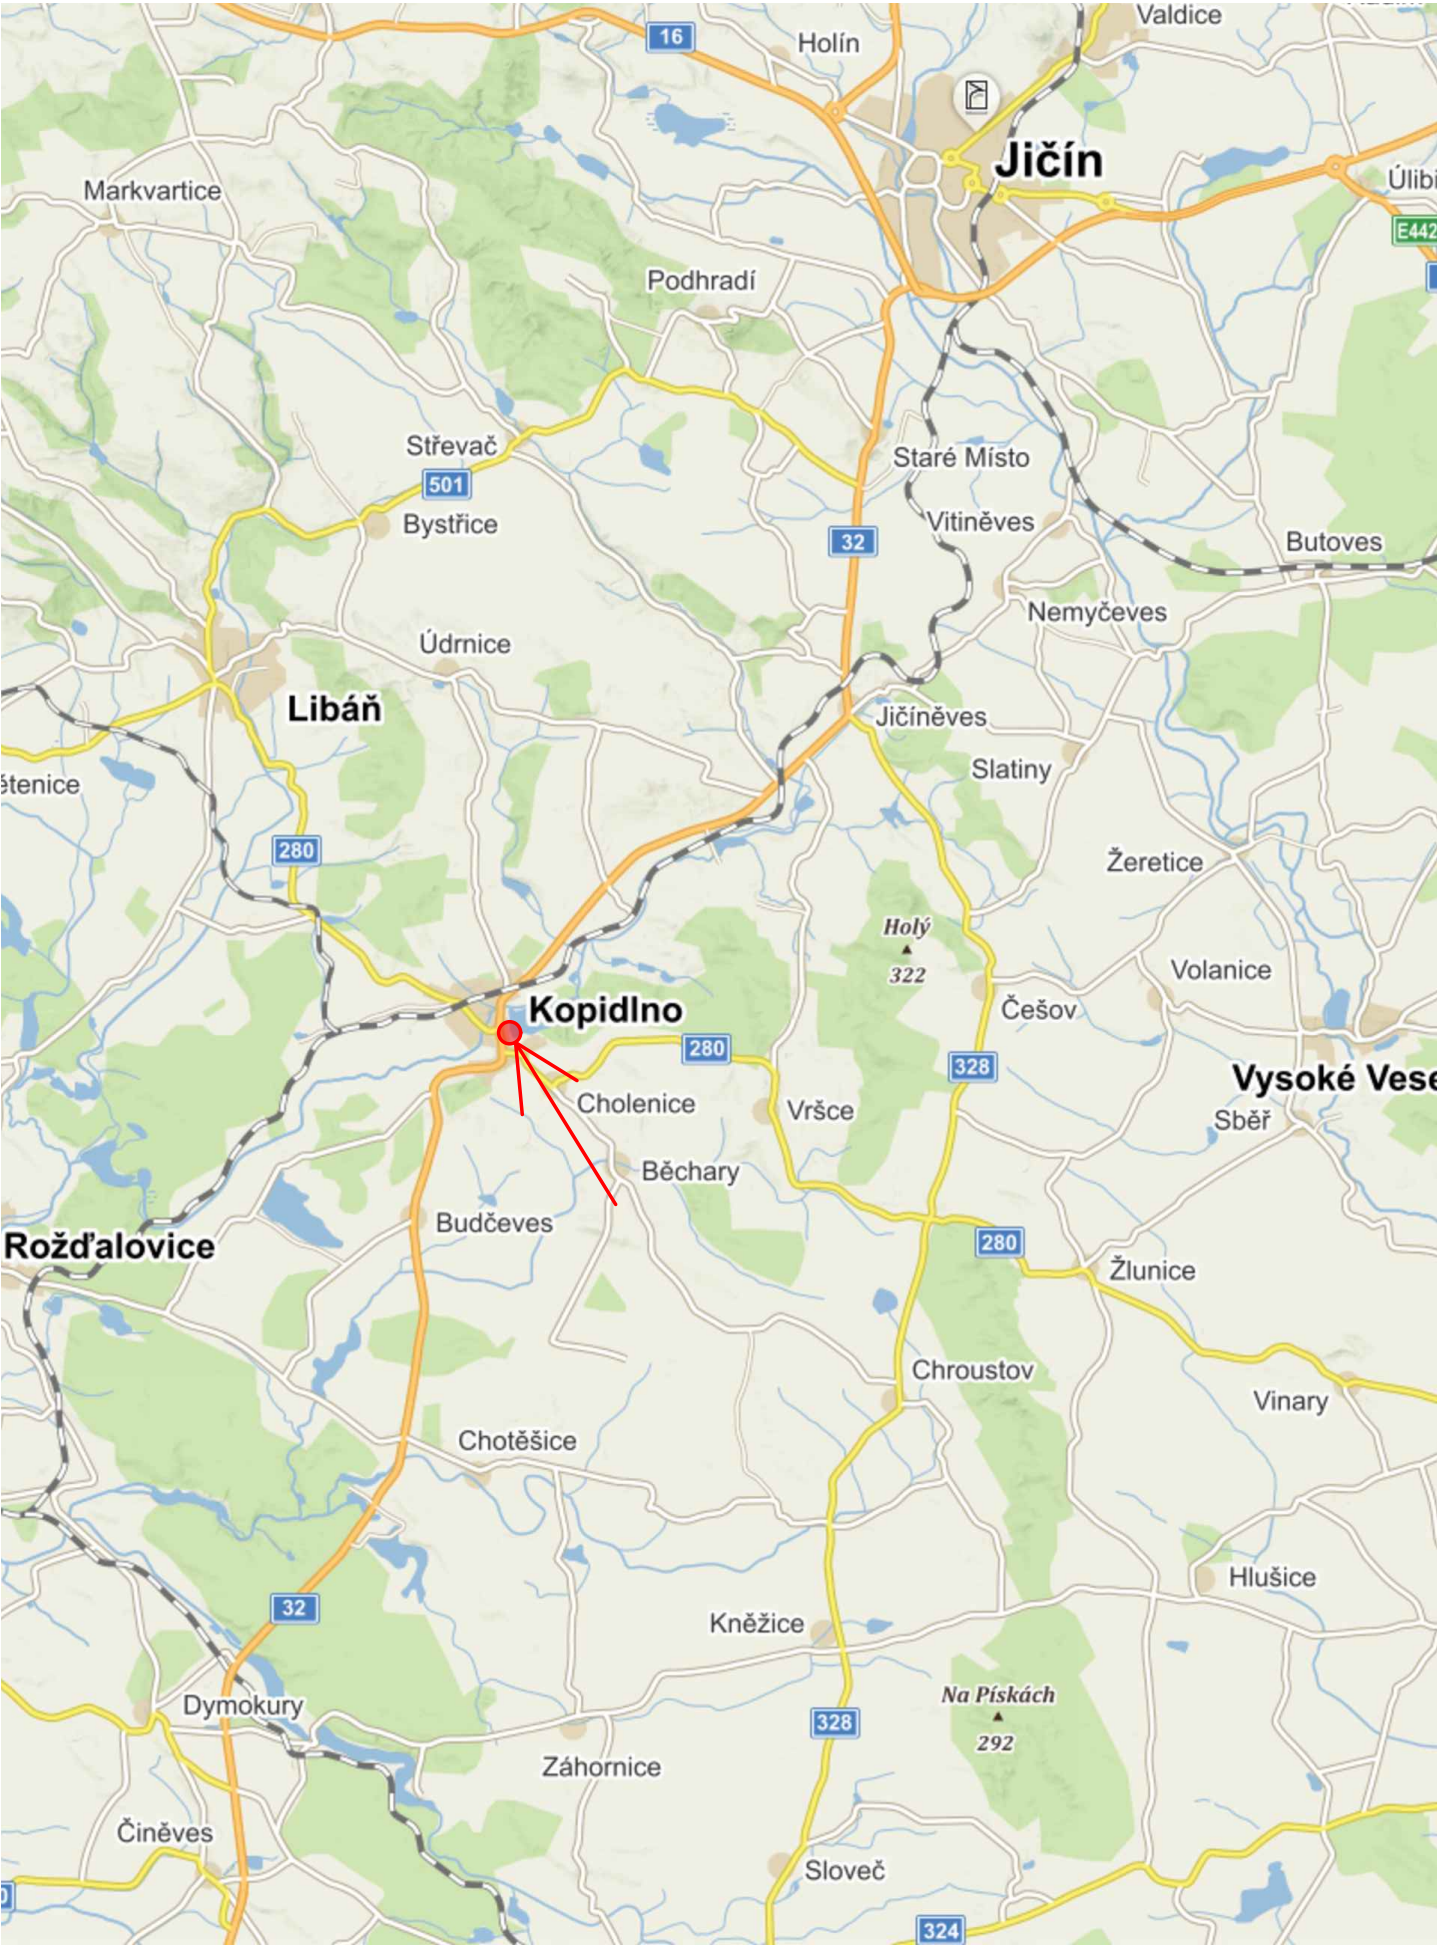 Valdice
16
Holín
Jičín
Markvartice
E442
Podhradí
Střevač
Staré Místo
501
Bystřice
Vitiněves
32
Butoves
Nemyčeves
Údrnice
Libáň
Jičíněves
Slatiny
280
Žeretice
Holý
322
Volanice
Kopidlno
Češov
280
328
Cholenice
Vršce
Sběř
Vysoké Vese
Běchary
Budčeves
Rožďalovice
280
Žlunice
Chroustov
Vinary
Chotěšice
Hlušice
32
Kněžice
Na Pískách
292
Dymokury
328
Záhornice
Činěves
Sloveč
324
ětenice
Úlibi